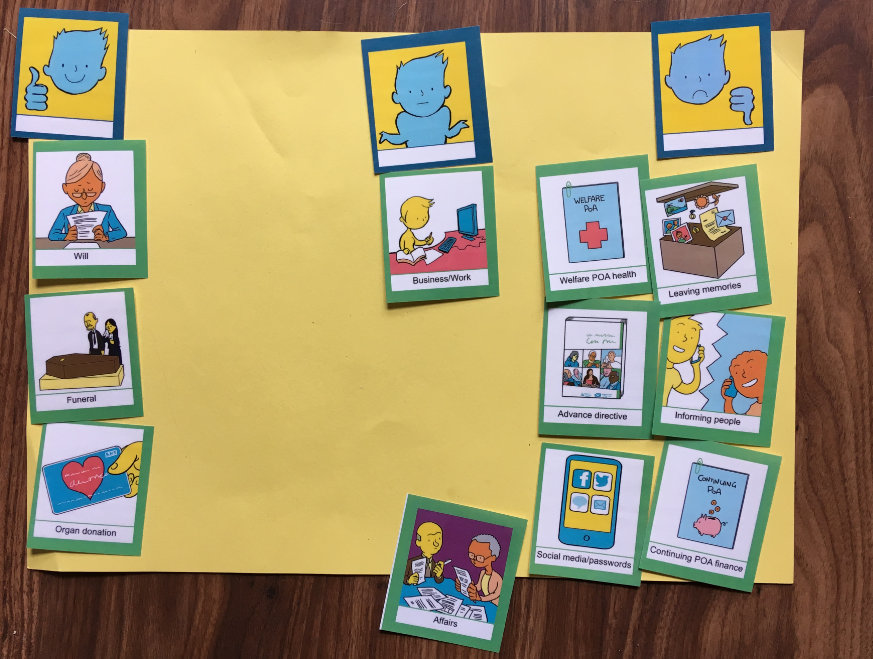 Will
Funeral
Organ donation
Business/Work
Affairs
WELFARE
PoA
Welfare POA health
Leaving memories
Advance directive
Informing people
Social media/passwords
CONTINUING
PoA
Continuing POA finance